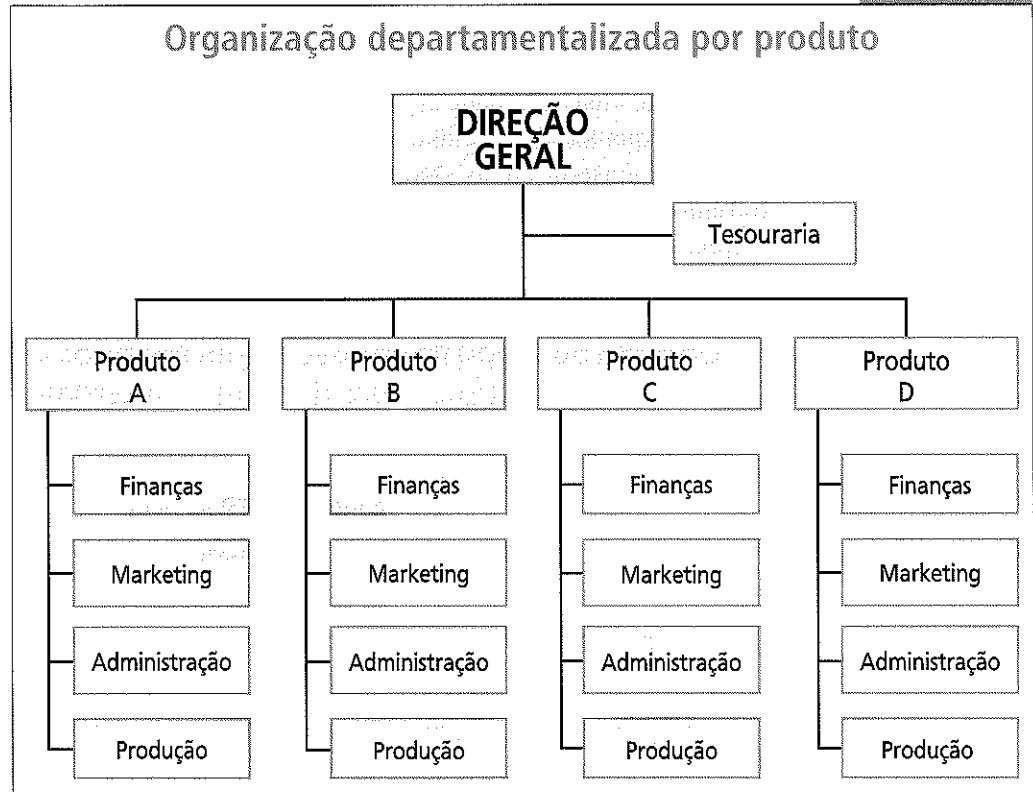 Organização departamentalizada por produto
DIREÇÃO
GERAL
Tesouraria
Produto
A
Produto
B
Produto
C
Produto
D
Finanças
Finanças
Finanças
Finanças
Marketing
Marketing
Marketing
Marketing
Administração
Administração
Administração
Administração
Produção
Produção
Produção
Produção